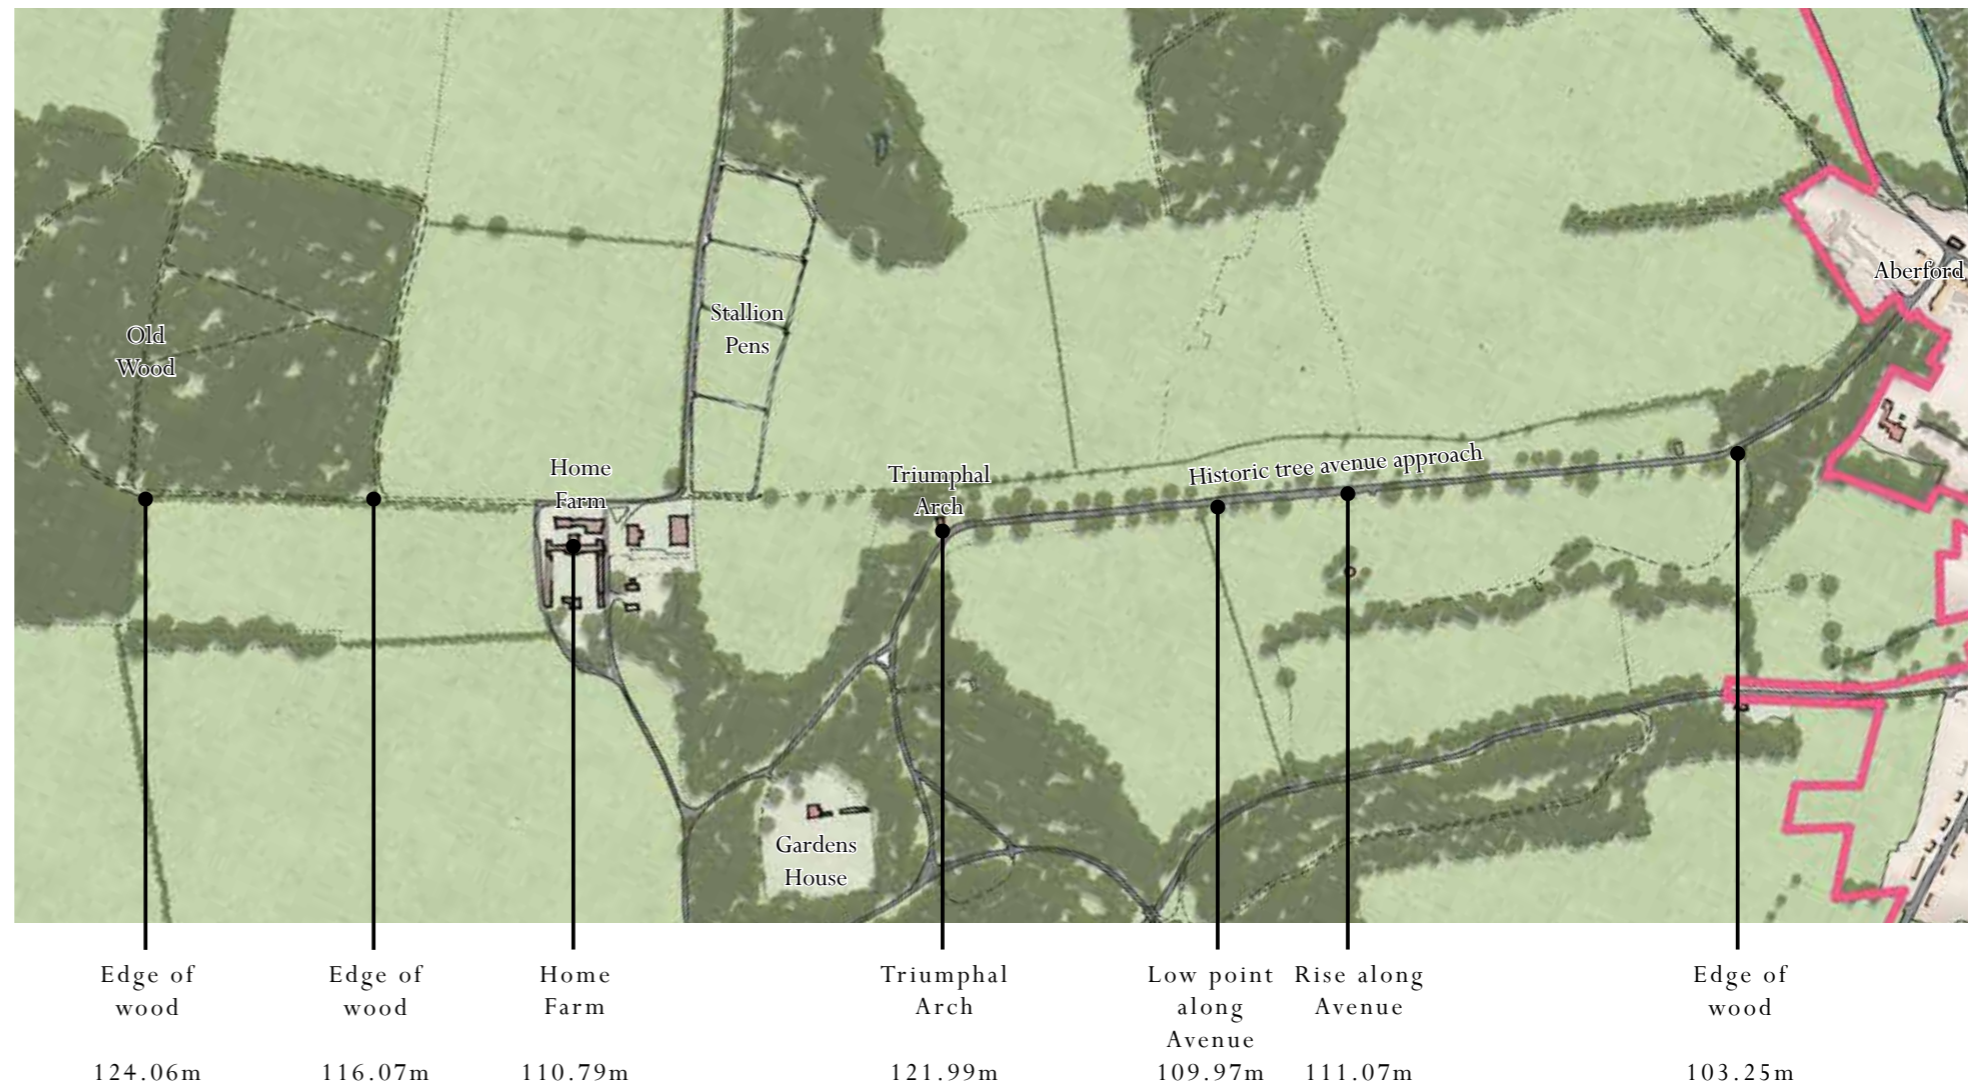 Aberford
Stallion
Pens
Old
Wood
Home
Farm
Triumphal
Arch
Historic tree avenue approach
Gardens
House
Edge of
wood
124.06m
Edge of
wood
116.07m
Home
Farm
110.79m
Triumphal
Arch
121.99m
Low point
along
Avenue
109.97m
Rise along
Avenue
111.07m
Edge of
wood
103.25m